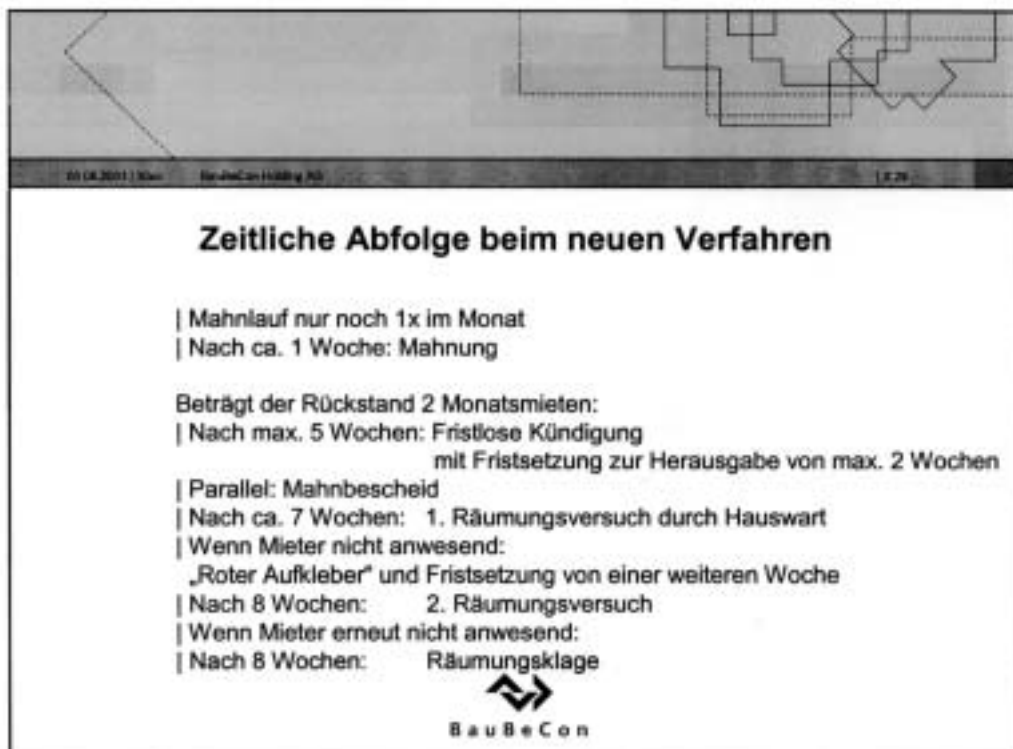 BauBeCon Holding AG
Zeitliche Abfolge beim neuen Verfahren
| Mahnlauf nur noch 1x im Monat
| Nach ca. 1 Woche: Mahnung
Beträgt der Rückstand 2 Monatsmieten:
| Nach max. 5 Wochen: Fristlose Kündigung
mit Fristsetzung zur Herausgabe von max. 2 Wochen
| Parallel: Mahnbescheid
| Nach ca. 7 Wochen: 1. Räumungsversuch durch Hauswart
| Wenn Mieter nicht anwesend:
„Roter Aufkleber“ und Fristsetzung von einer weiteren Woche
| Nach 8 Wochen: 2. Räumungsversuch
| Wenn Mieter erneut nicht anwesend:
| Nach 8 Wochen: Räumungsklage
BauBeCon